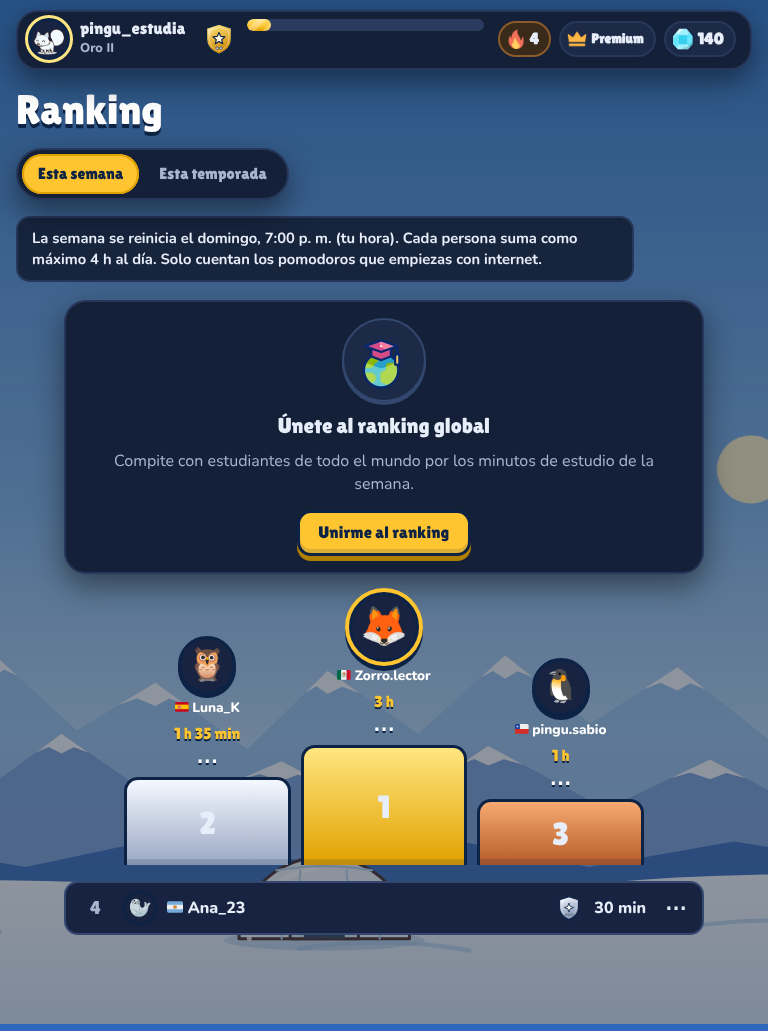 pingu_estudia
Oro II
4
Premium
140
Ranking
Esta semana
Esta temporada
La semana se reinicia el domingo, 7:00 p. m. (tu hora). Cada persona suma como
máximo 4 h al día. Solo cuentan los pomodoros que empiezas con internet.
Únete al ranking global
Compite con estudiantes de todo el mundo por los minutos de estudio de la
semana.
Unirme al ranking
Zorro.lector
3 h
...
Luna_K
1 h 35 min
...
pingu.sabio
1 h
...
2
1
3
4 Ana_23 30 min ...